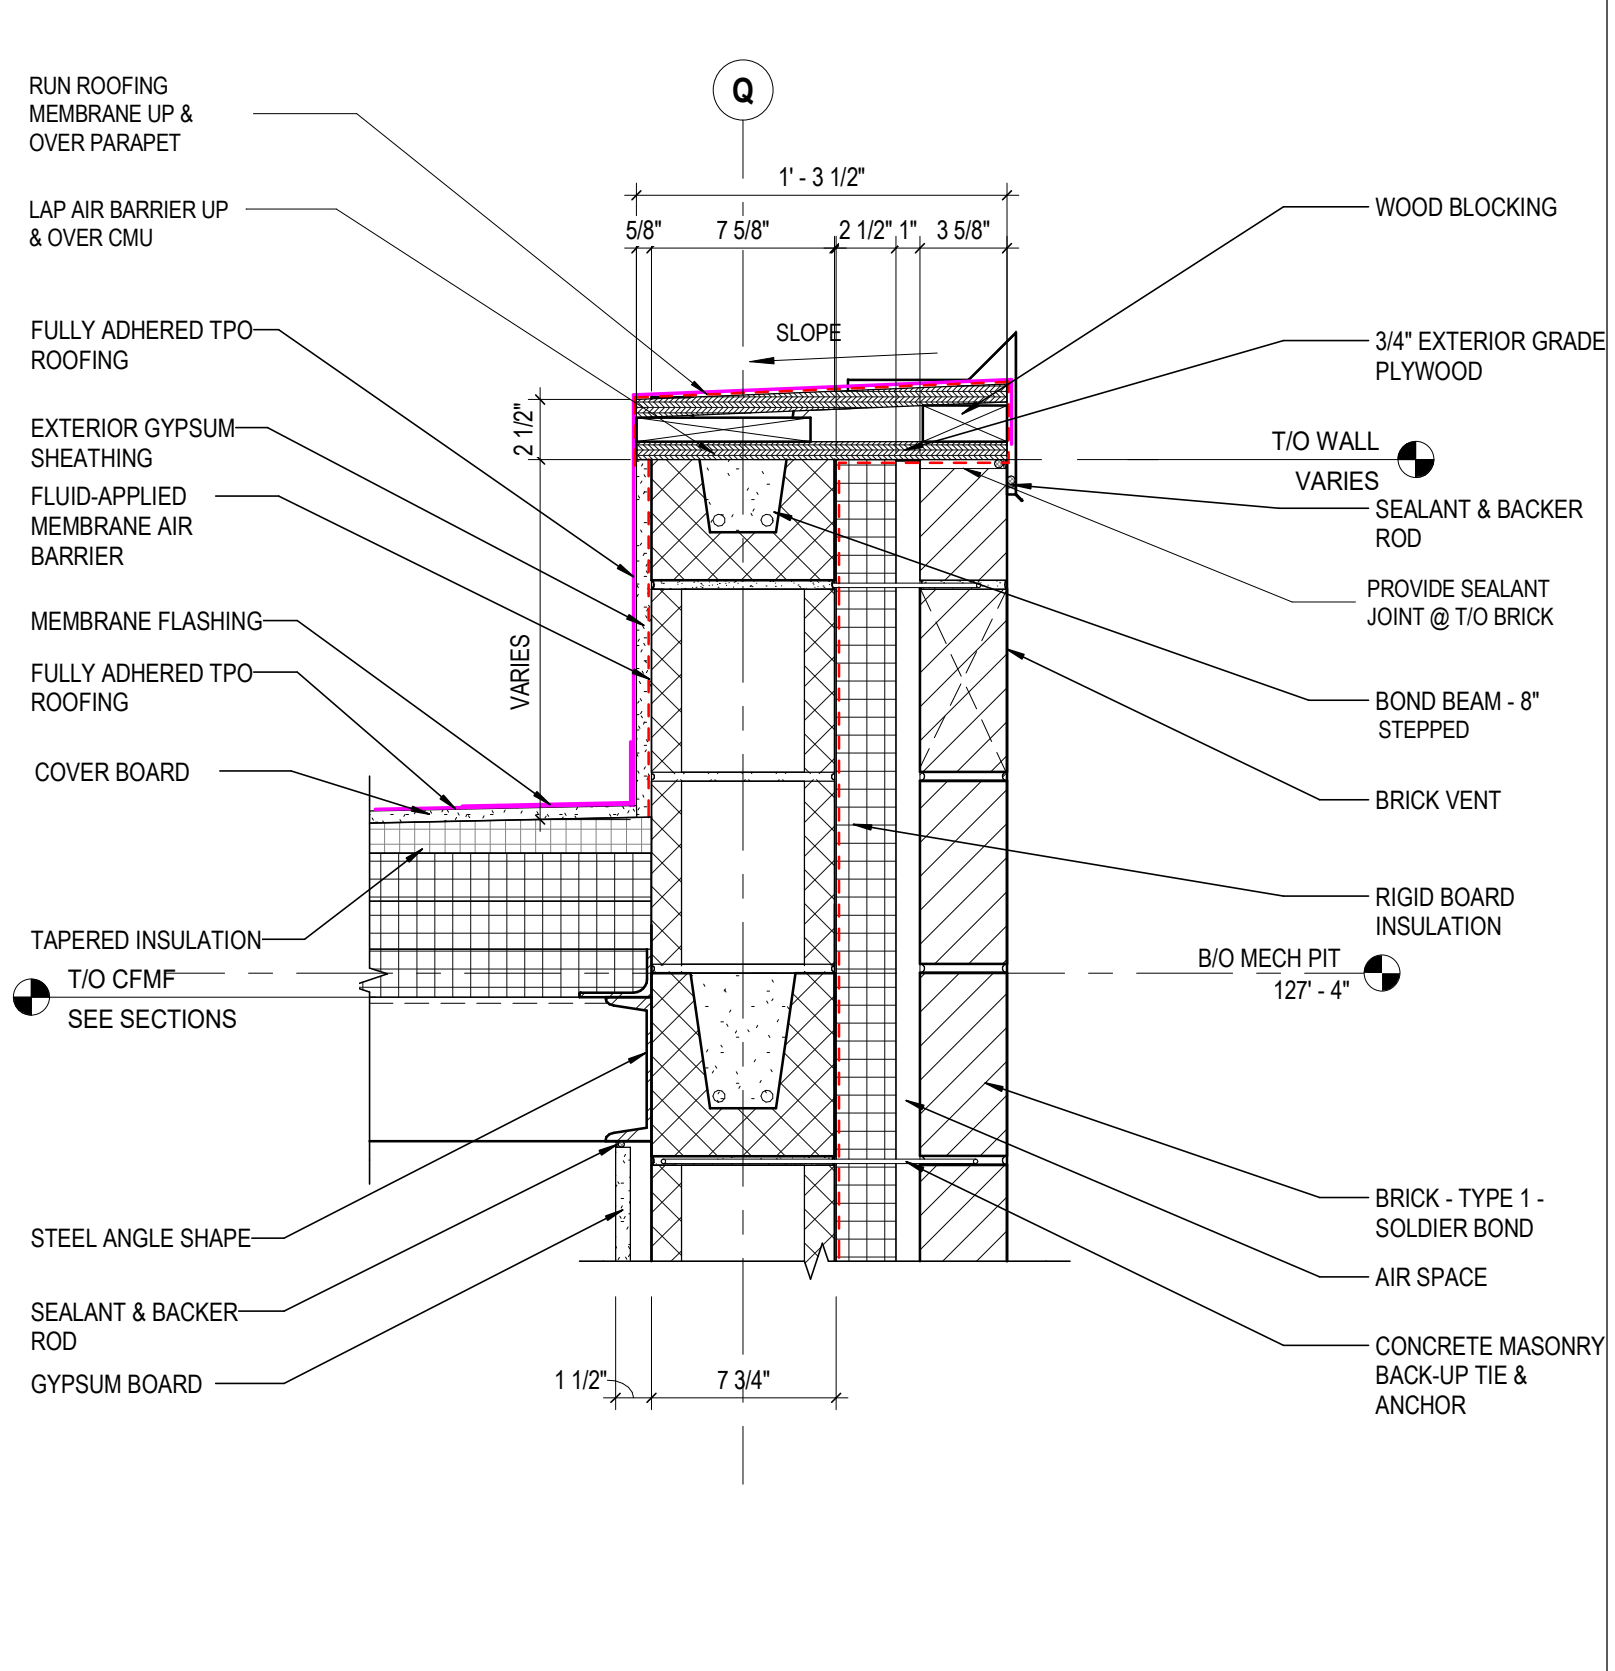 RUN ROOFING
MEMBRANE UP &
OVER PARAPET
LAP AIR BARRIER UP
& OVER CMU
FULLY ADHERED TPO
ROOFING
EXTERIOR GYPSUM
SHEATHING
FLUID-APPLIED
MEMBRANE AIR
BARRIER
MEMBRANE FLASHING
FULLY ADHERED TPO
ROOFING
COVER BOARD
TAPERED INSULATION
T/O CFMF
SEE SECTIONS
STEEL ANGLE SHAPE
SEALANT & BACKER
ROD
GYPSUM BOARD
Q
1' - 3 1/2"
5/8"
7 5/8"
2 1/2"
1"
3 5/8"
SLOPE
2 1/2"
VARIES
1 1/2"
7 3/4"
WOOD BLOCKING
3/4" EXTERIOR GRADE
PLYWOOD
T/O WALL
VARIES
SEALANT & BACKER
ROD
PROVIDE SEALANT
JOINT @ T/O BRICK
BOND BEAM - 8"
STEPPED
BRICK VENT
RIGID BOARD
INSULATION
B/O MECH PIT
127' - 4"
BRICK - TYPE 1 -
SOLDIER BOND
AIR SPACE
CONCRETE MASONRY
BACK-UP TIE &
ANCHOR